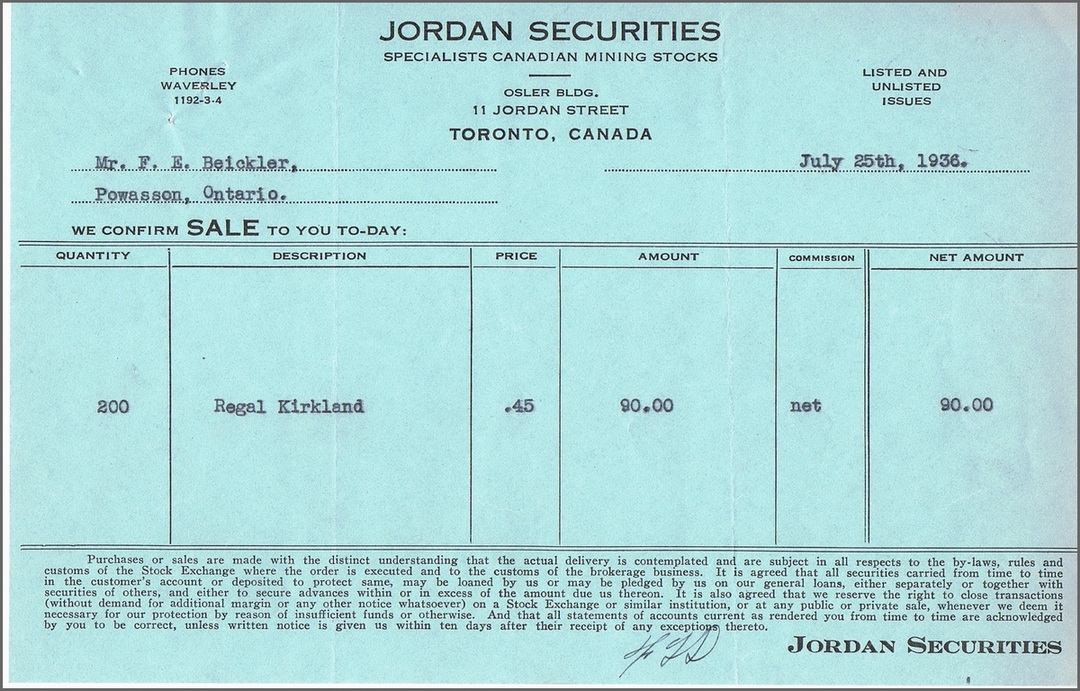 JORDAN SECURITIES
SPECIALISTS CANADIAN MINING STOCKS
PHONES
WAVERLEY
1192-3-4
OSLER BLDG.
11 JORDAN STREET
TORONTO, CANADA
LISTED AND
UNLISTED
ISSUES
Mr. F. E. Beickler,
July 25th, 1936.
Powasson, Ontario.
WE CONFIRM SALE TO YOU TO-DAY:
QUANTITY DESCRIPTION PRICE AMOUNT COMMISSION NET AMOUNT
200 Regal Kirkland .45 90.00 net 90.00
Purchases or sales are made with the distinct understanding that the actual delivery is contemplated and are subject in all respects to the by-laws, rules and
customs of the Stock Exchange where the order is executed and to the customs of the brokerage business. It is agreed that all securities carried from time to time
in the customer's account or deposited to protect same, may be loaned by us or may be pledged by us on our general loans, either separately or together with
securities of others, and either to secure advances within or in excess of the amount due us thereon. It is also agreed that we reserve the right to close transactions
(without demand for additional margin or any other notice whatsoever) on a Stock Exchange or similar institution, or at any public or private sale, whenever we deem it
necessary for our protection by reason of insufficient funds or otherwise. And that all statements of accounts current as rendered you from time to time are acknowledged
by you to be correct, unless written notice is given us within ten days after their receipt of any exceptions thereto.
JORDAN SECURITIES